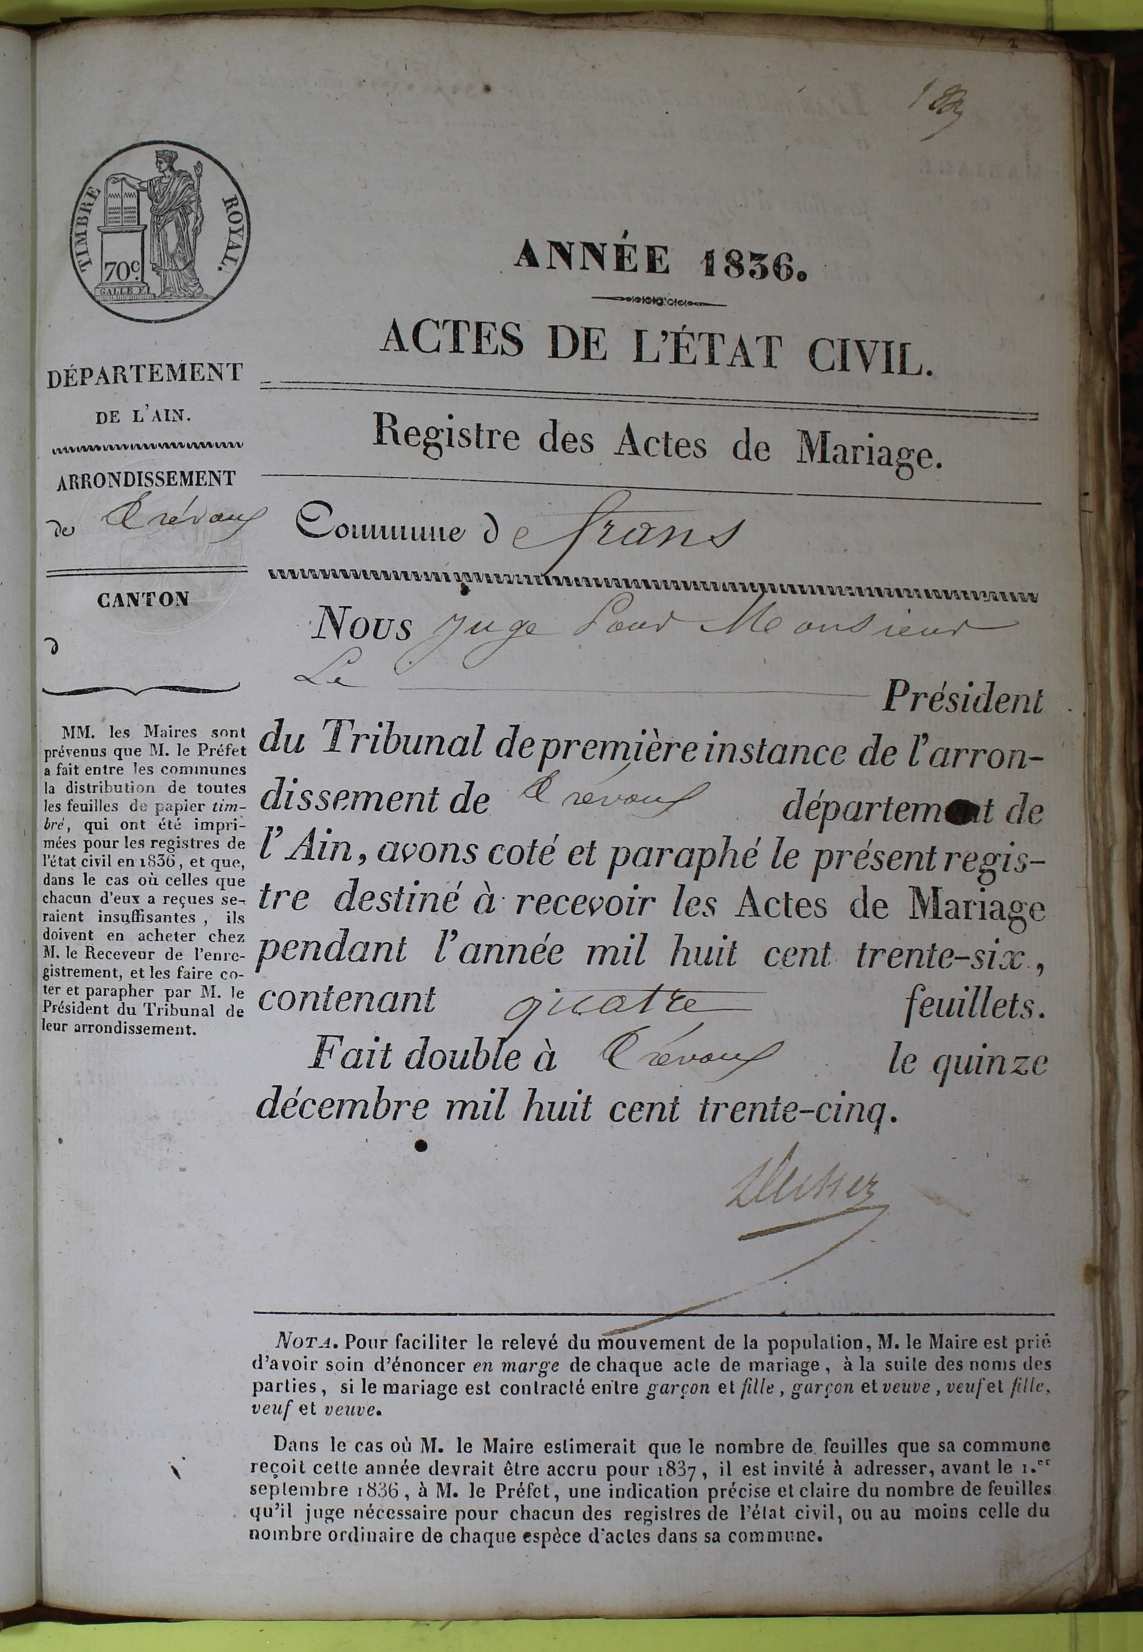 TIMBRE ROYAL.
70c.
GALLE F.
ANNÉE 1836.
ACTES DE L'ÉTAT CIVIL.
Registre des Actes de Mariage.
DÉPARTEMENT
DE L'AIN.
ARRONDISSEMENT
de Trévoux
CANTON
d
MM. les Maires sont
prévenus que M. le Préfet
a fait entre les communes
la distribution de toutes
les feuilles de papier tim-
bré, qui ont été impri-
mées pour les registres de
l'état civil en 1836, et que,
dans le cas où celles que
chacun d'eux a reçues se-
raient insuffisantes, ils
doivent en acheter chez
M. le Receveur de l'enre-
gistrement, et les faire co-
ter et parapher par M. le
Président du Tribunal de
leur arrondissement.
Commune de frans
NOUS juge Pour Monsieur
Le Président
du Tribunal de première instance de l'arron-
dissement de Trévoux département de
l'Ain, avons coté et paraphé le présent regis-
tre destiné à recevoir les Actes de Mariage
pendant l'année mil huit cent trente-six,
contenant quatre feuillets.
Fait double à Trévoux le quinze
décembre mil huit cent trente-cinq.
NOTA. Pour faciliter le relevé du mouvement de la population, M. le Maire est prié
d'avoir soin d'énoncer en marge de chaque acte de mariage, à la suite des noms des
parties, si le mariage est contracté entre garçon et fille, garçon et veuve, veuf et fille,
veuf et veuve.
Dans le cas où M. le Maire estimerait que le nombre de feuilles que sa commune
reçoit cette année devrait être accru pour 1837, il est invité à adresser, avant le 1.er
septembre 1836, à M. le Préfet, une indication précise et claire du nombre de feuilles
qu'il juge nécessaire pour chacun des registres de l'état civil, ou au moins celle du
nombre ordinaire de chaque espèce d'actes dans sa commune.